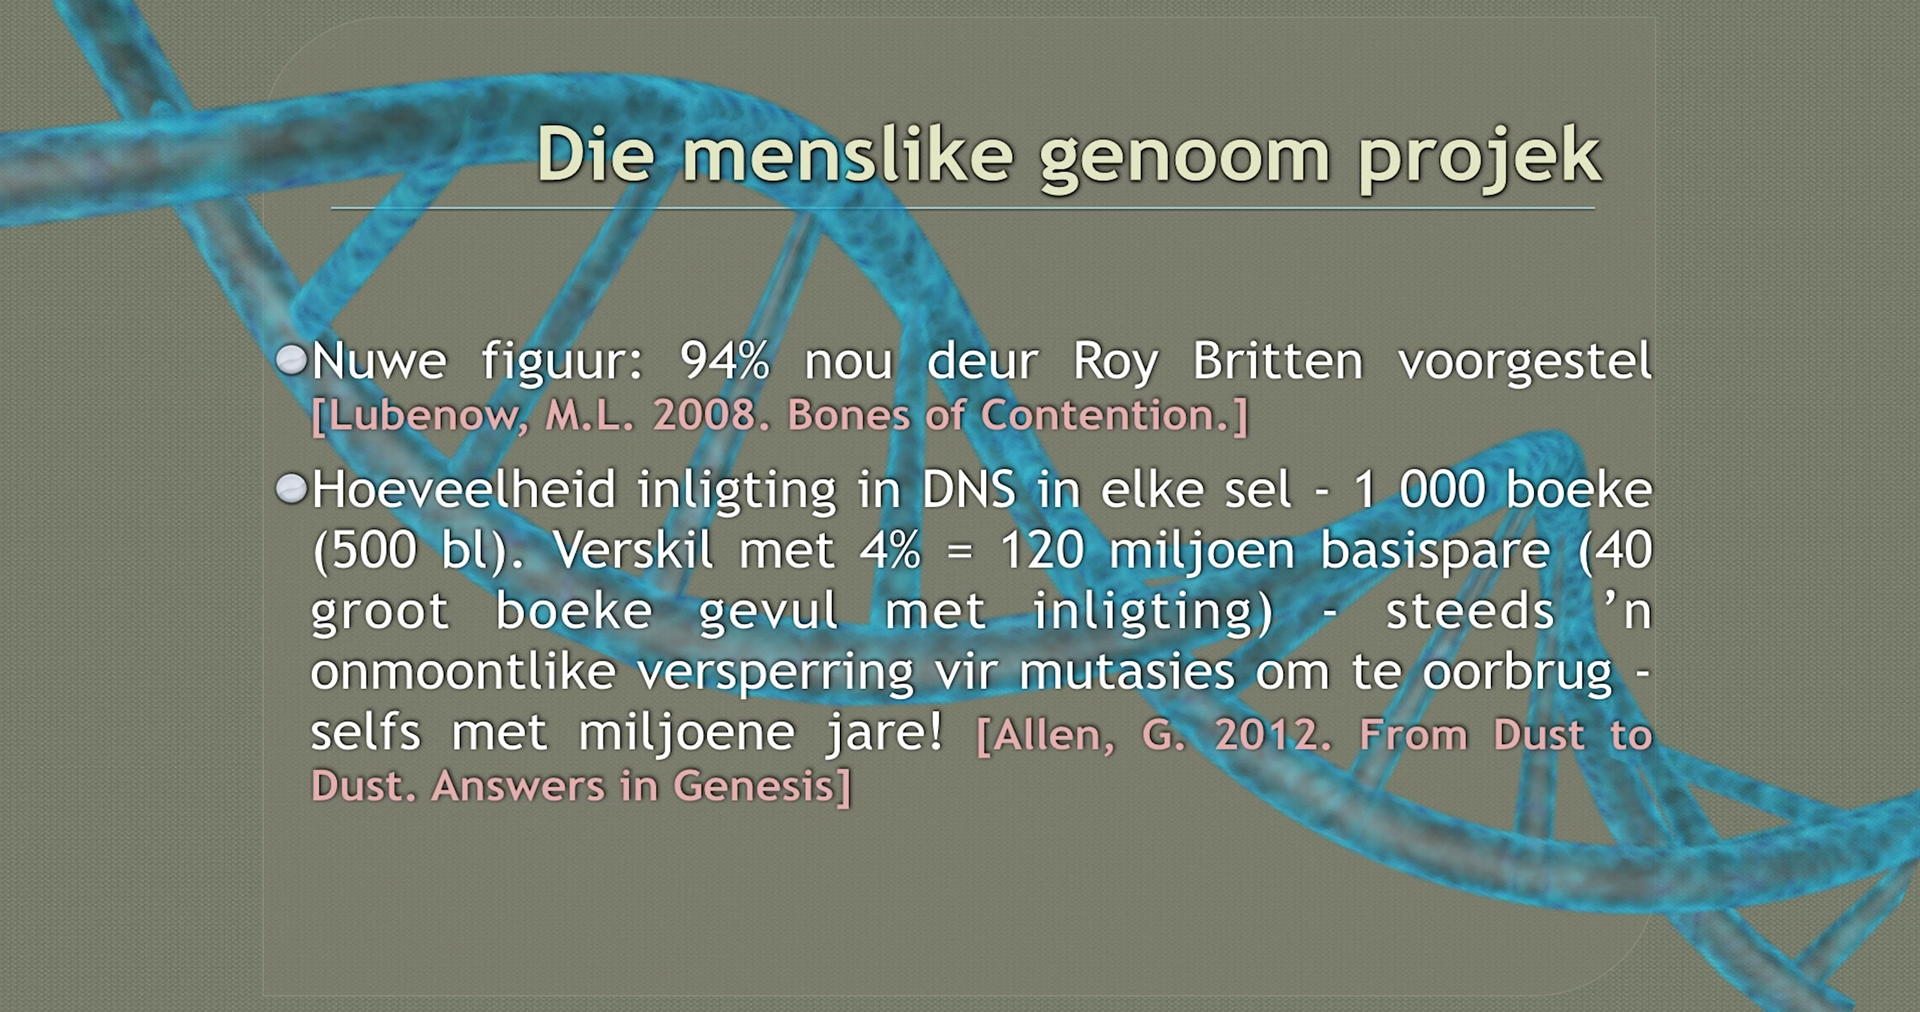 Die menslike genoom projek
Nuwe figuur: 94% nou deur Roy Britten voorgestel
[Lubenow, M.L. 2008. Bones of Contention.]
Hoeveelheid inligting in DNS in elke sel - 1 000 boeke
(500 bl). Verskil met 4% = 120 miljoen basispare (40
groot boeke gevul met inligting) - steeds ’n
onmoontlike versperring vir mutasies om te oorbrug -
selfs met miljoene jare! [Allen, G. 2012. From Dust to
Dust. Answers in Genesis]